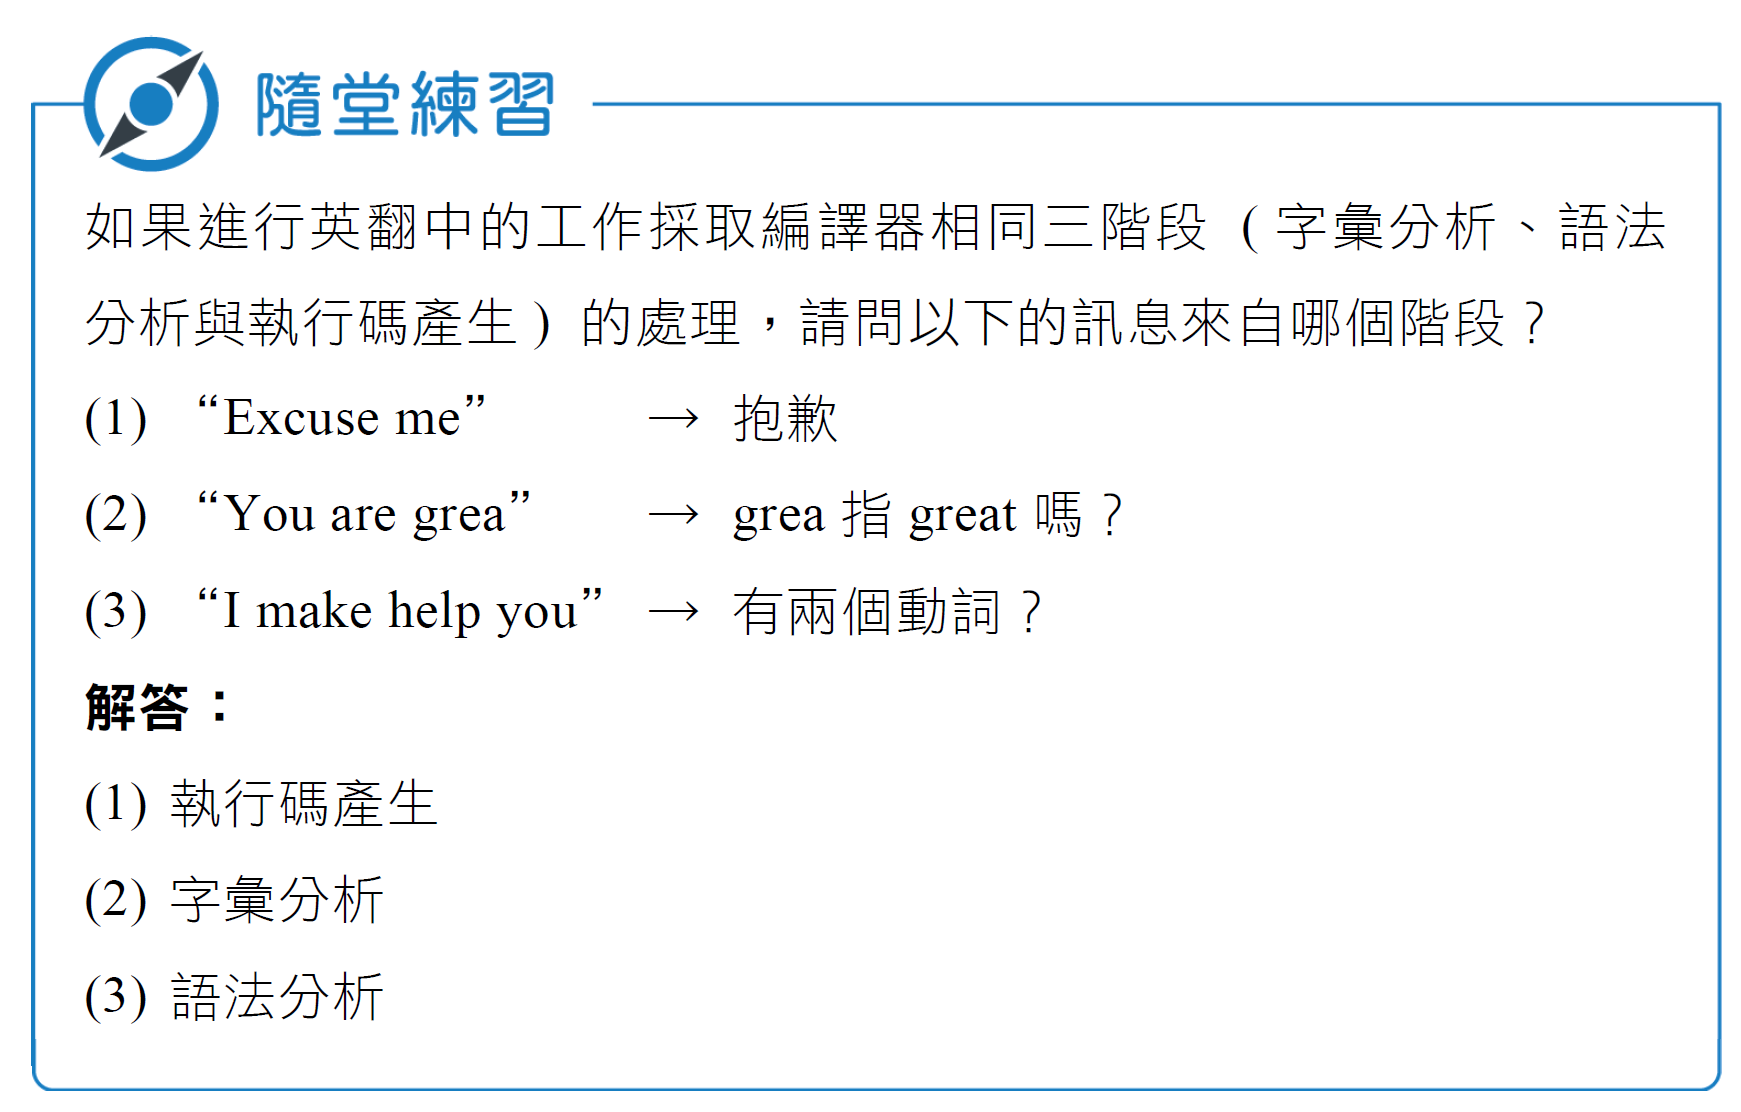 隨堂練習
如果進行英翻中的工作採取編譯器相同三階段（字彙分析、語法
分析與執行碼產生）的處理，請問以下的訊息來自哪個階段？
(1) “Excuse me” → 抱歉
(2) “You are grea” → grea 指 great 嗎？
(3) “I make help you” → 有兩個動詞？
解答：
(1) 執行碼產生
(2) 字彙分析
(3) 語法分析